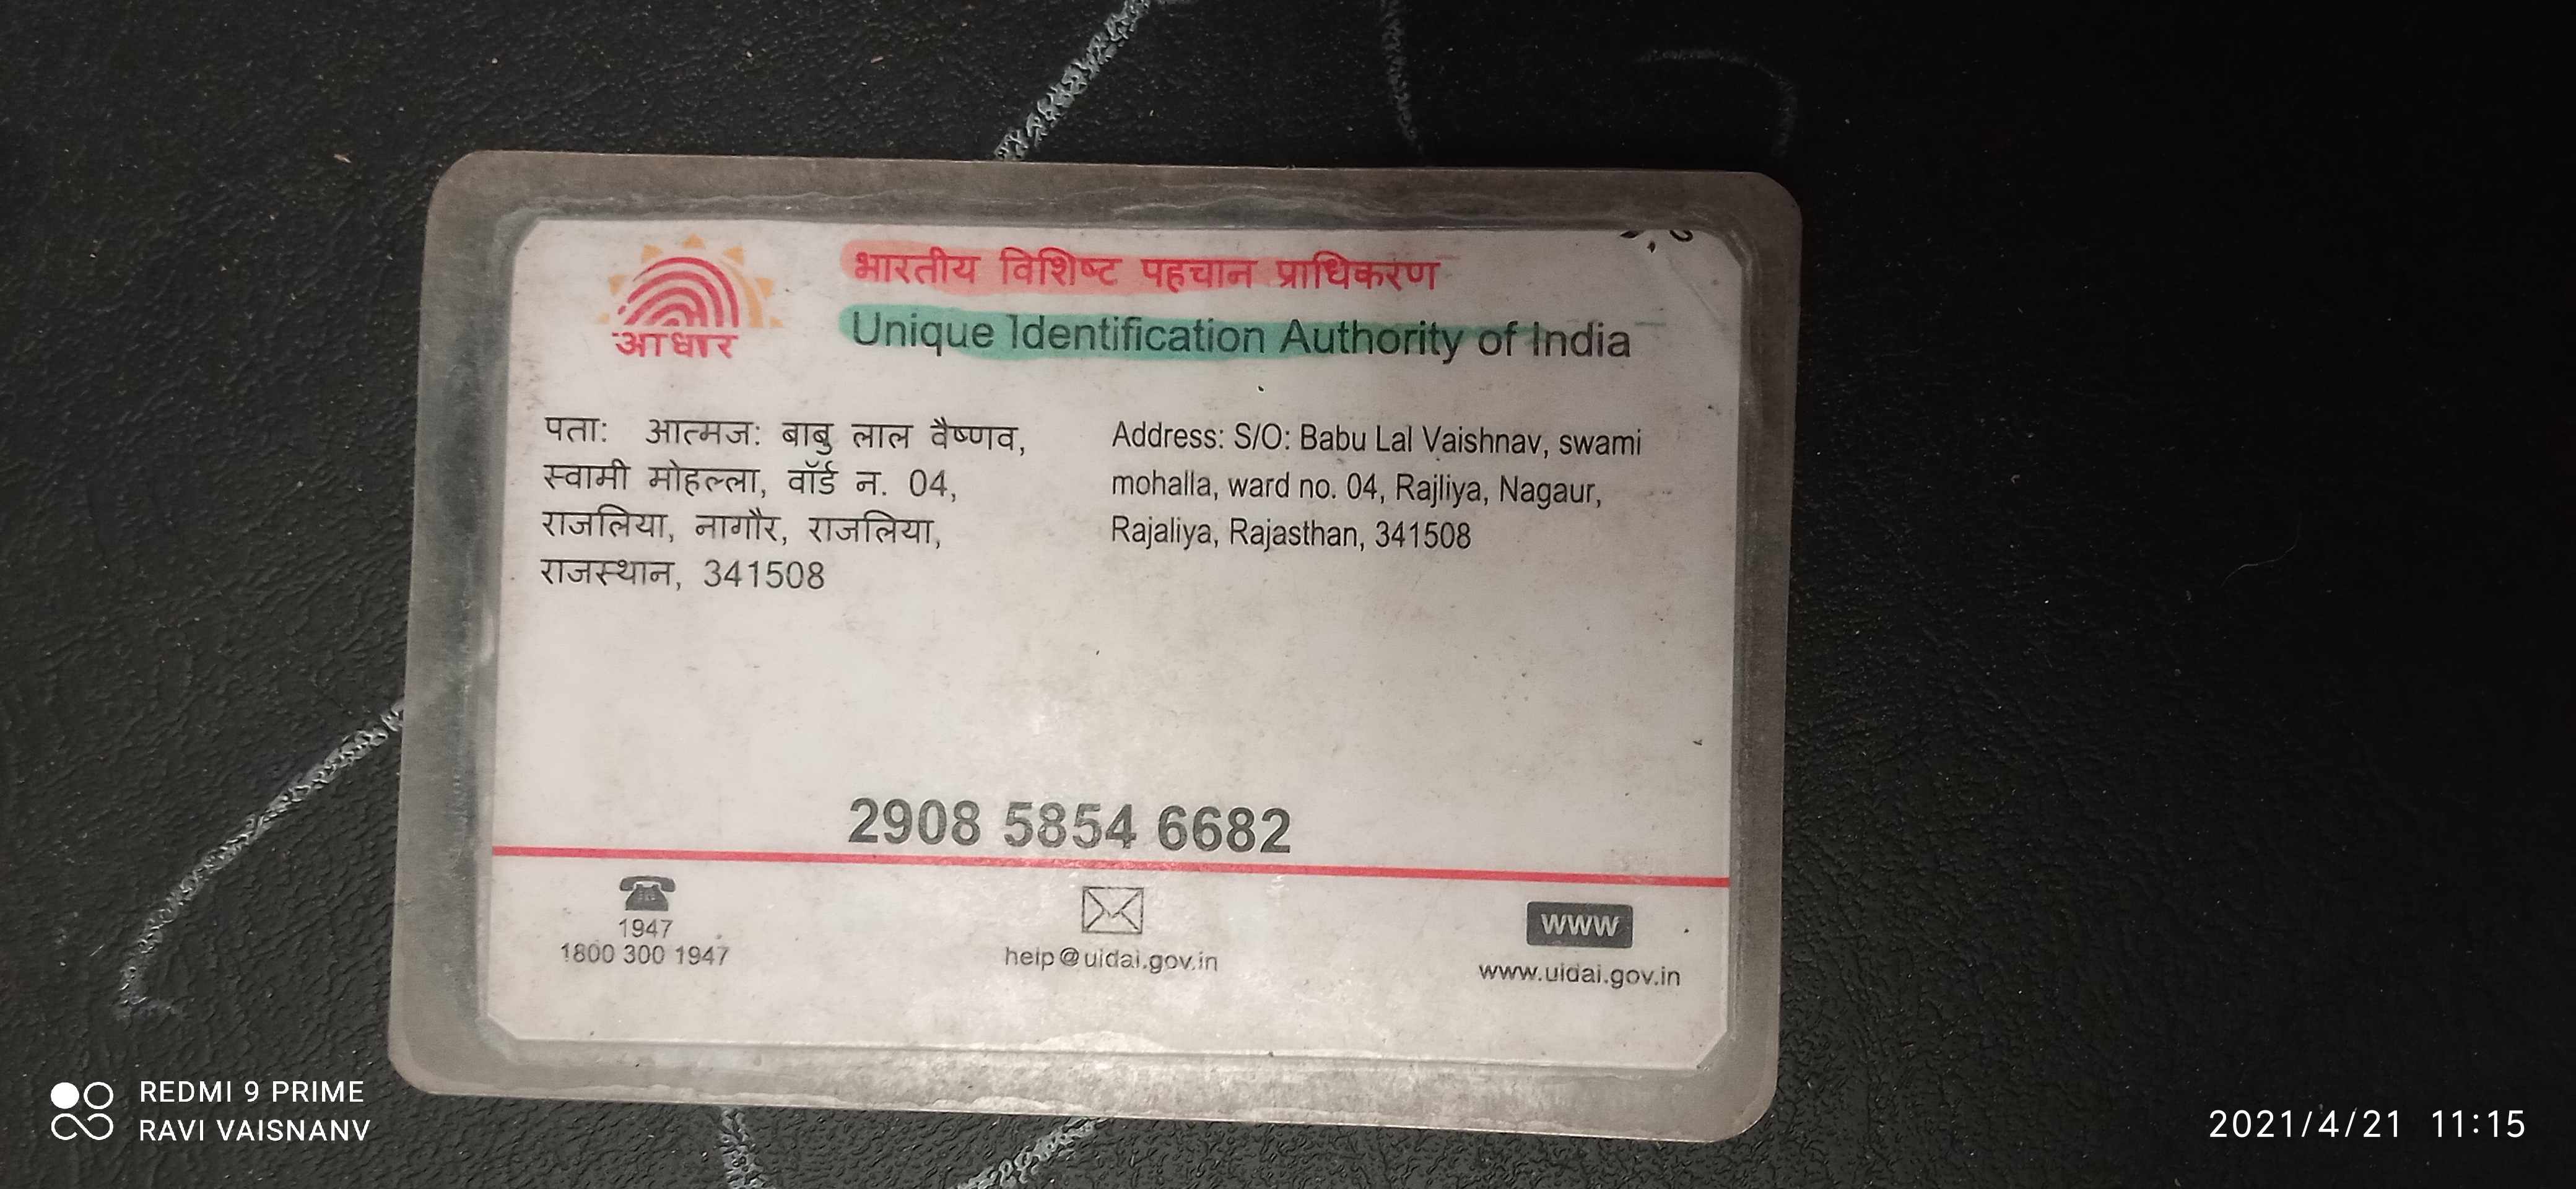 भारतीय विशिष्ट पहचान प्राधिकरण
Unique Identification Authority of India
आधार
पता: आत्मज: बाबु लाल वैष्णव,
स्वामी मोहल्ला, वॉर्ड न. 04,
राजलिया, नागौर, राजलिया,
राजस्थान, 341508
Address: S/O: Babu Lal Vaishnav, swami
mohalla, ward no. 04, Rajliya, Nagaur,
Rajaliya, Rajasthan, 341508
2908 5854 6682
1947
1800 300 1947
help@uidai.gov.in
WWW
www.uidai.gov.in
REDMI 9 PRIME
RAVI VAISNANV
2021/4/21 11:15